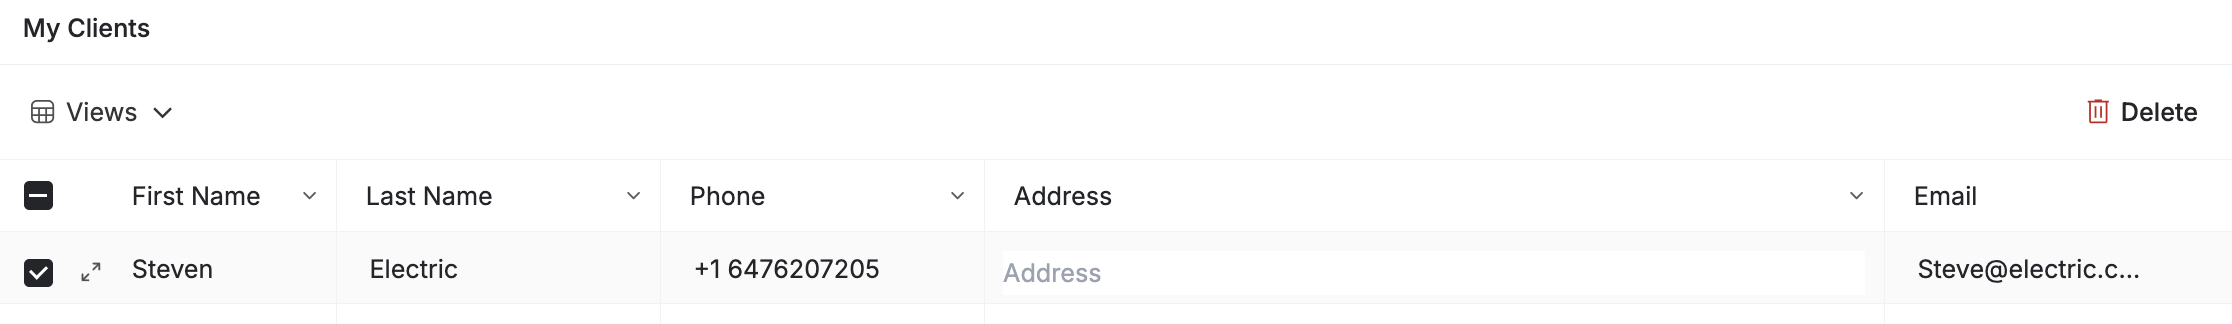 My Clients
Views
Delete
First Name Last Name Phone Address Email
Steven Electric +1 6476207205 Address Steve@electric.c...